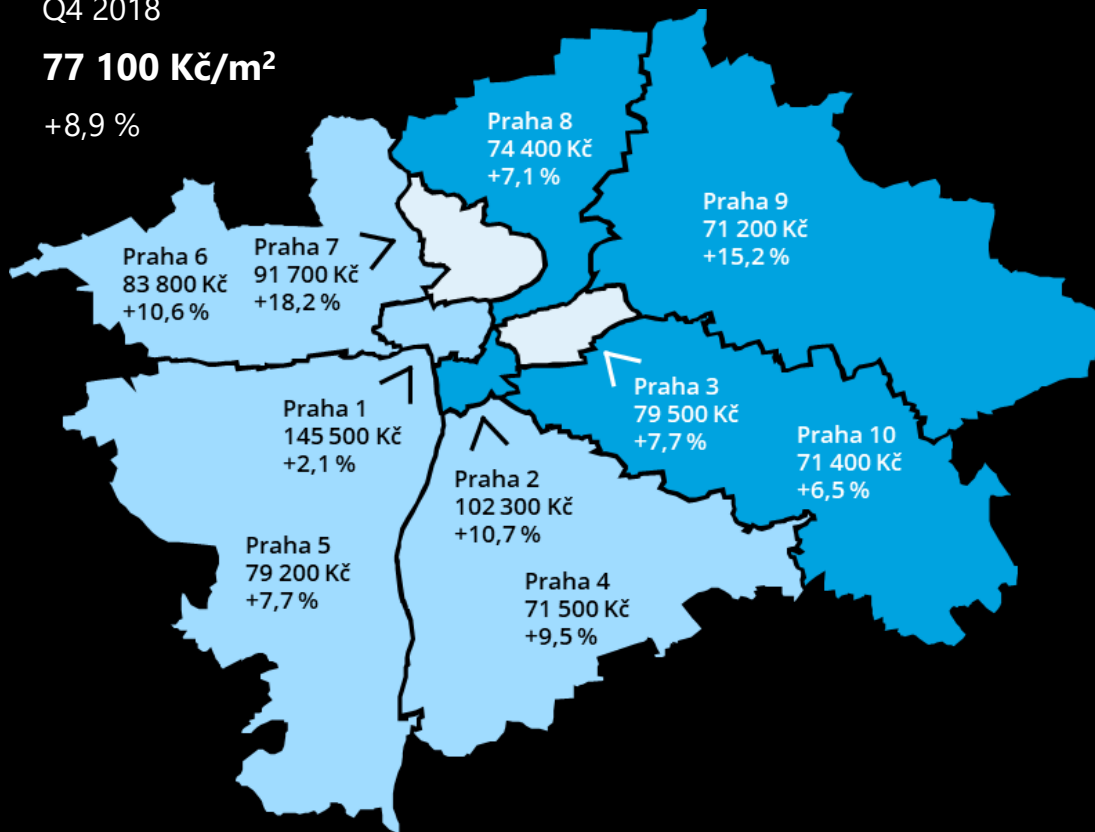 Q4 2018
77 100 Kč/m²
+8,9 %
Praha 8
74 400 Kč
+7,1 %
Praha 9
71 200 Kč
+15,2 %
Praha 6
83 800 Kč
+10,6 %
Praha 7
91 700 Kč
+18,2 %
Praha 3
79 500 Kč
+7,7 %
Praha 1
145 500 Kč
+2,1 %
Praha 10
71 400 Kč
+6,5 %
Praha 2
102 300 Kč
+10,7 %
Praha 5
79 200 Kč
+7,7 %
Praha 4
71 500 Kč
+9,5 %